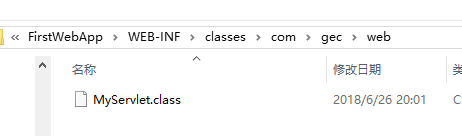 « FirstWebApp › WEB-INF › classes › com › gec › web
名称 修改日期 类
MyServlet.class 2018/6/26 20:01 C